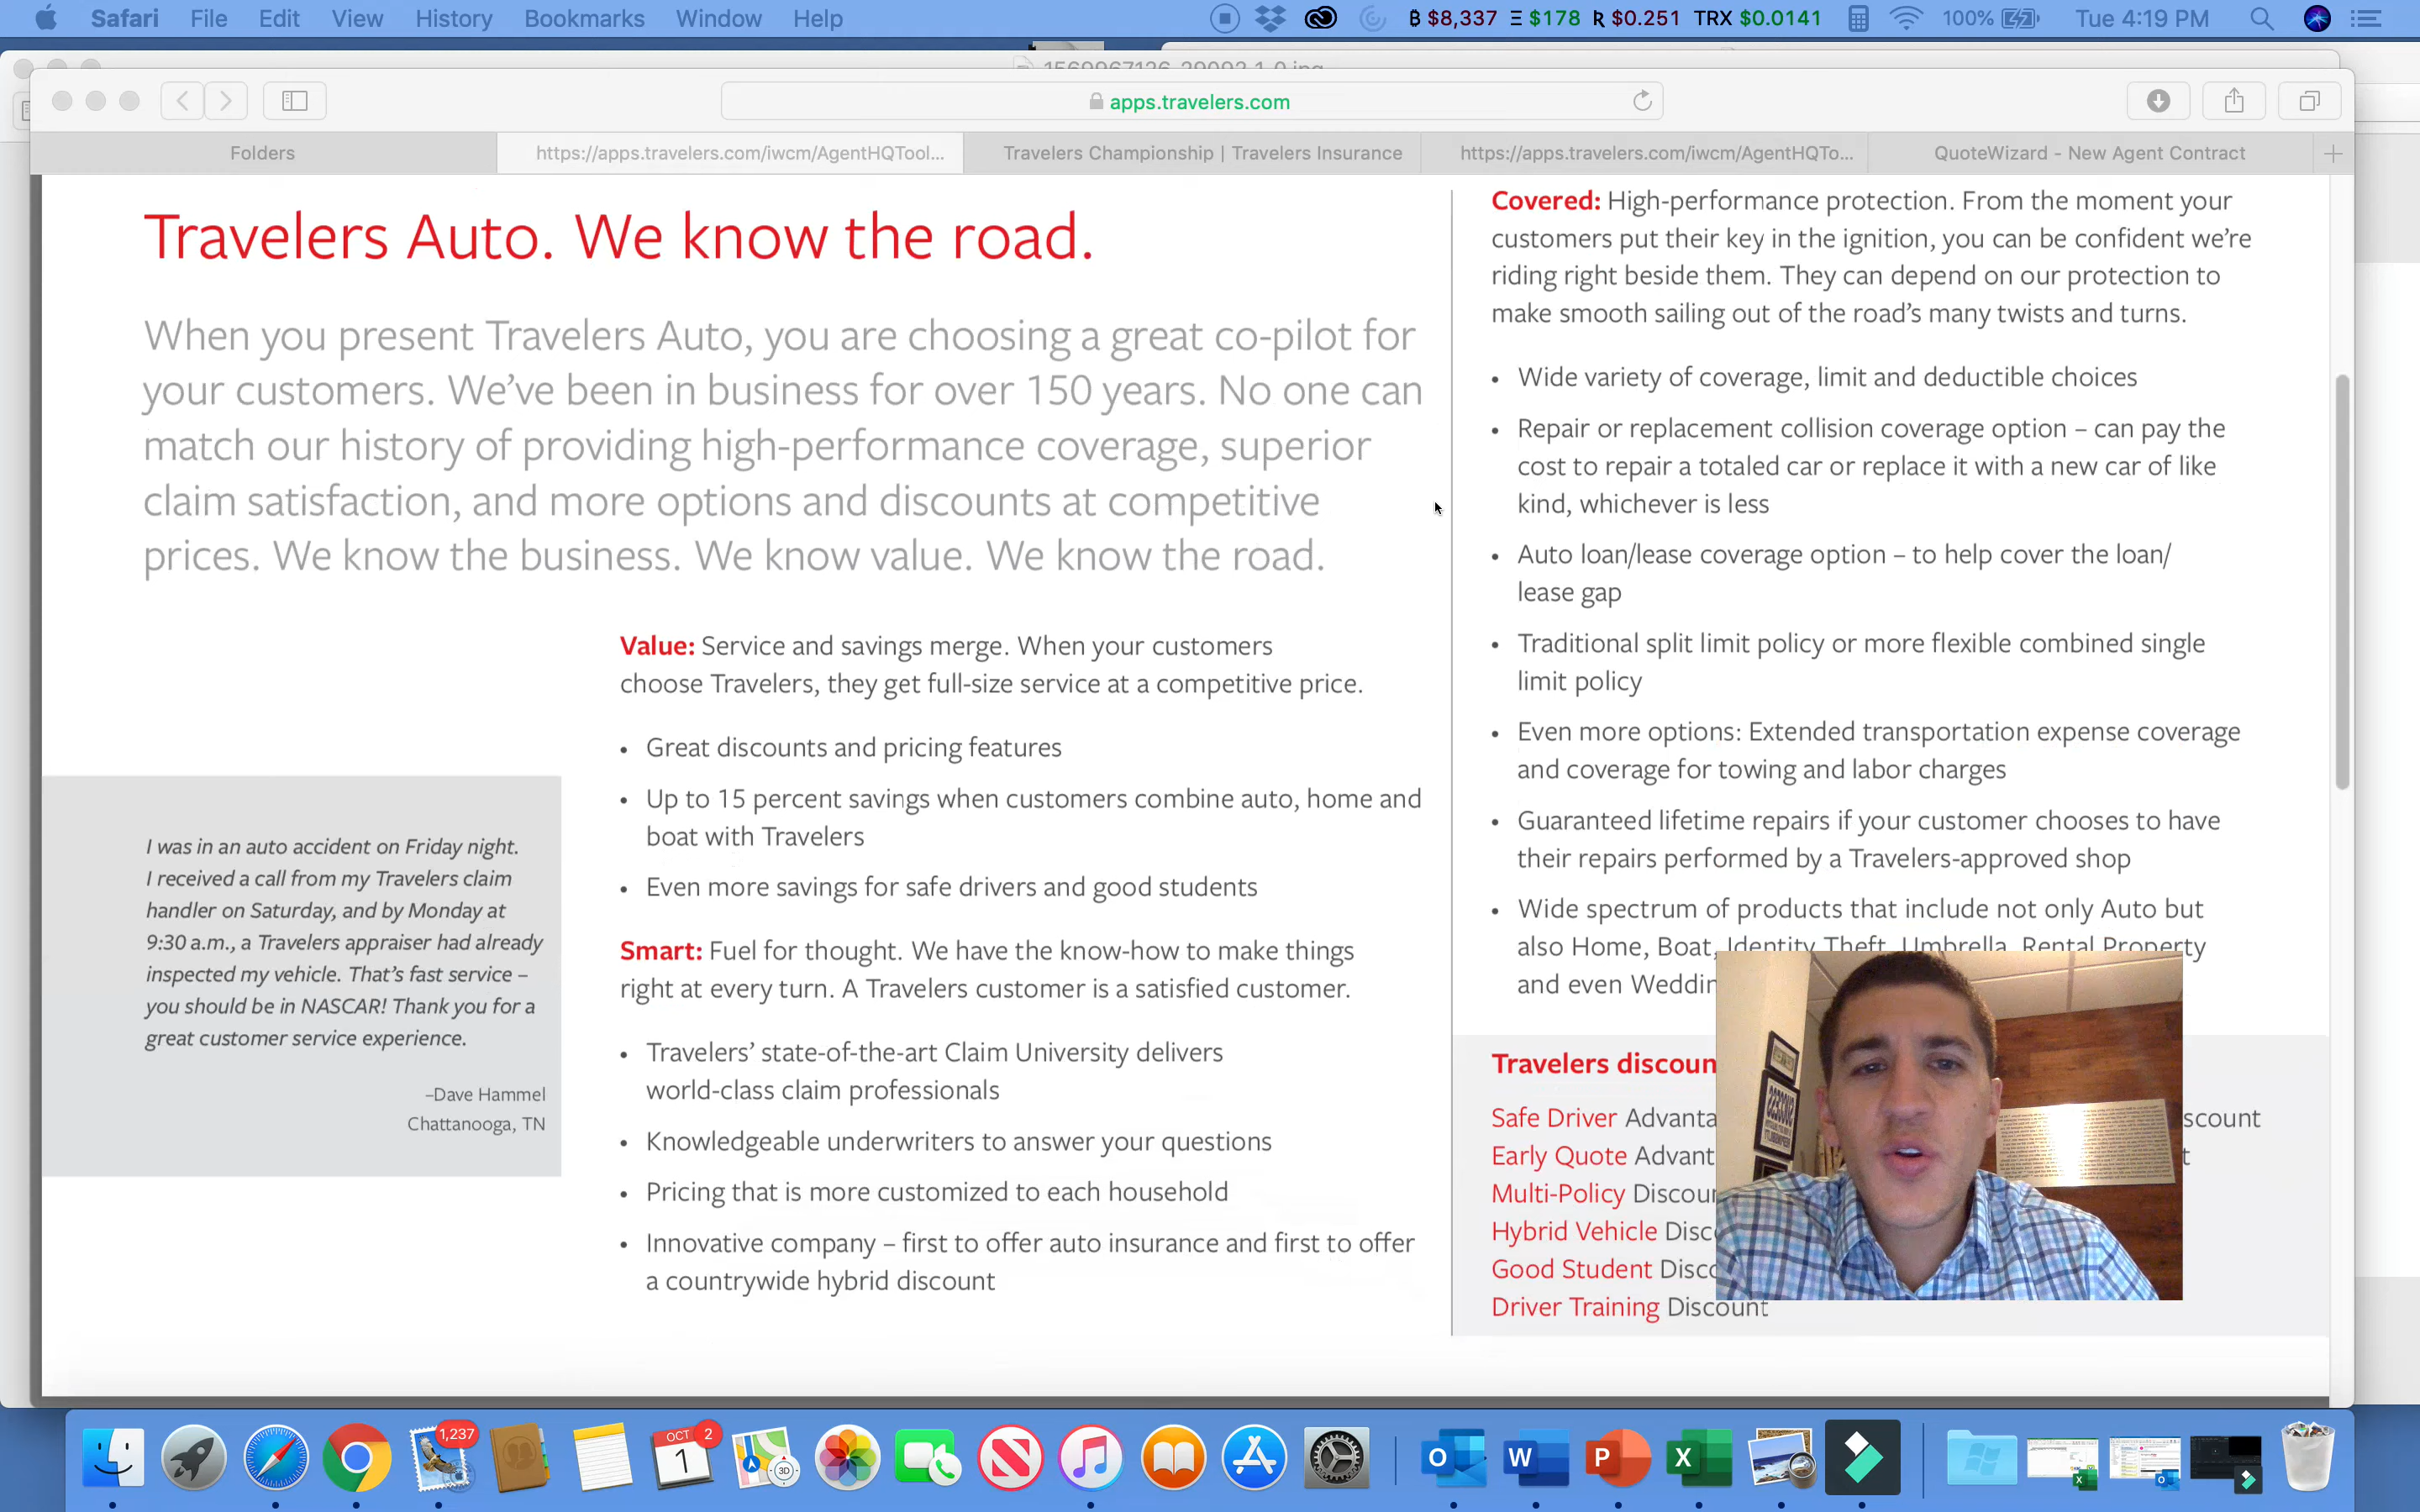 Safari File Edit View History Bookmarks Window Help
$8,337 $178 $0.251 TRX $0.0141 100% Tue 4:19 PM
apps.travelers.com
Folders
https://apps.travelers.com/iwcm/AgentHQTool...
Travelers Championship | Travelers Insurance
https://apps.travelers.com/iwcm/AgentHQTo...
QuoteWizard - New Agent Contract
Travelers Auto. We know the road.
When you present Travelers Auto, you are choosing a great co-pilot for
your customers. We’ve been in business for over 150 years. No one can
match our history of providing high-performance coverage, superior
claim satisfaction, and more options and discounts at competitive
prices. We know the business. We know value. We know the road.
I was in an auto accident on Friday night.
I received a call from my Travelers claim
handler on Saturday, and by Monday at
9:30 a.m., a Travelers appraiser had already
inspected my vehicle. That’s fast service –
you should be in NASCAR! Thank you for a
great customer service experience.
–Dave Hammel
Chattanooga, TN
Value: Service and savings merge. When your customers
choose Travelers, they get full-size service at a competitive price.
• Great discounts and pricing features
• Up to 15 percent savings when customers combine auto, home and
boat with Travelers
• Even more savings for safe drivers and good students
Smart: Fuel for thought. We have the know-how to make things
right at every turn. A Travelers customer is a satisfied customer.
• Travelers’ state-of-the-art Claim University delivers
world-class claim professionals
• Knowledgeable underwriters to answer your questions
• Pricing that is more customized to each household
• Innovative company – first to offer auto insurance and first to offer
a countrywide hybrid discount
Covered: High-performance protection. From the moment your
customers put their key in the ignition, you can be confident we’re
riding right beside them. They can depend on our protection to
make smooth sailing out of the road’s many twists and turns.
• Wide variety of coverage, limit and deductible choices
• Repair or replacement collision coverage option – can pay the
cost to repair a totaled car or replace it with a new car of like
kind, whichever is less
• Auto loan/lease coverage option – to help cover the loan/
lease gap
• Traditional split limit policy or more flexible combined single
limit policy
• Even more options: Extended transportation expense coverage
and coverage for towing and labor charges
• Guaranteed lifetime repairs if your customer chooses to have
their repairs performed by a Travelers-approved shop
• Wide spectrum of products that include not only Auto but
also Home, Boat, Identity Theft, Umbrella, Rental Property
and even Weddin
Travelers discoun
Safe Driver Advanta scount
Early Quote Advant t
Multi-Policy Discou
Hybrid Vehicle Disc
Good Student Disco
Driver Training Discount
1,237
OCT
1
2
3D
O
W
P
X